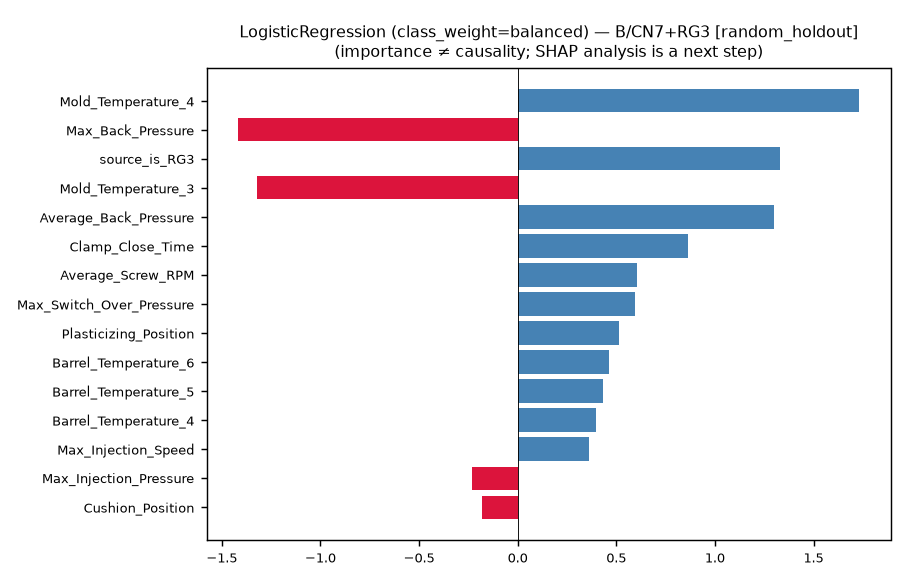 LogisticRegression (class_weight=balanced) — B/CN7+RG3 [random_holdout]
(importance ≠ causality; SHAP analysis is a next step)
Mold_Temperature_4
Max_Back_Pressure
source_is_RG3
Mold_Temperature_3
Average_Back_Pressure
Clamp_Close_Time
Average_Screw_RPM
Max_Switch_Over_Pressure
Plasticizing_Position
Barrel_Temperature_6
Barrel_Temperature_5
Barrel_Temperature_4
Max_Injection_Speed
Max_Injection_Pressure
Cushion_Position
−1.5 −1.0 −0.5 0.0 0.5 1.0 1.5